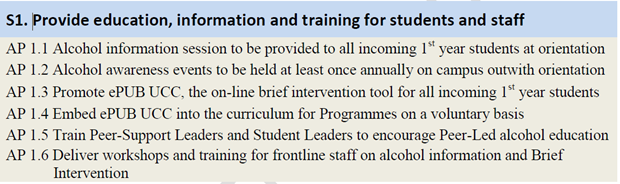 S1. Provide education, information and training for students and staff
AP 1.1 Alcohol information session to be provided to all incoming 1st year students at orientation
AP 1.2 Alcohol awareness events to be held at least once annually on campus outwith orientation
AP 1.3 Promote ePUB UCC, the on-line brief intervention tool for all incoming 1st year students
AP 1.4 Embed ePUB UCC into the curriculum for Programmes on a voluntary basis
AP 1.5 Train Peer-Support Leaders and Student Leaders to encourage Peer-Led alcohol education
AP 1.6 Deliver workshops and training for frontline staff on alcohol information and Brief
Intervention